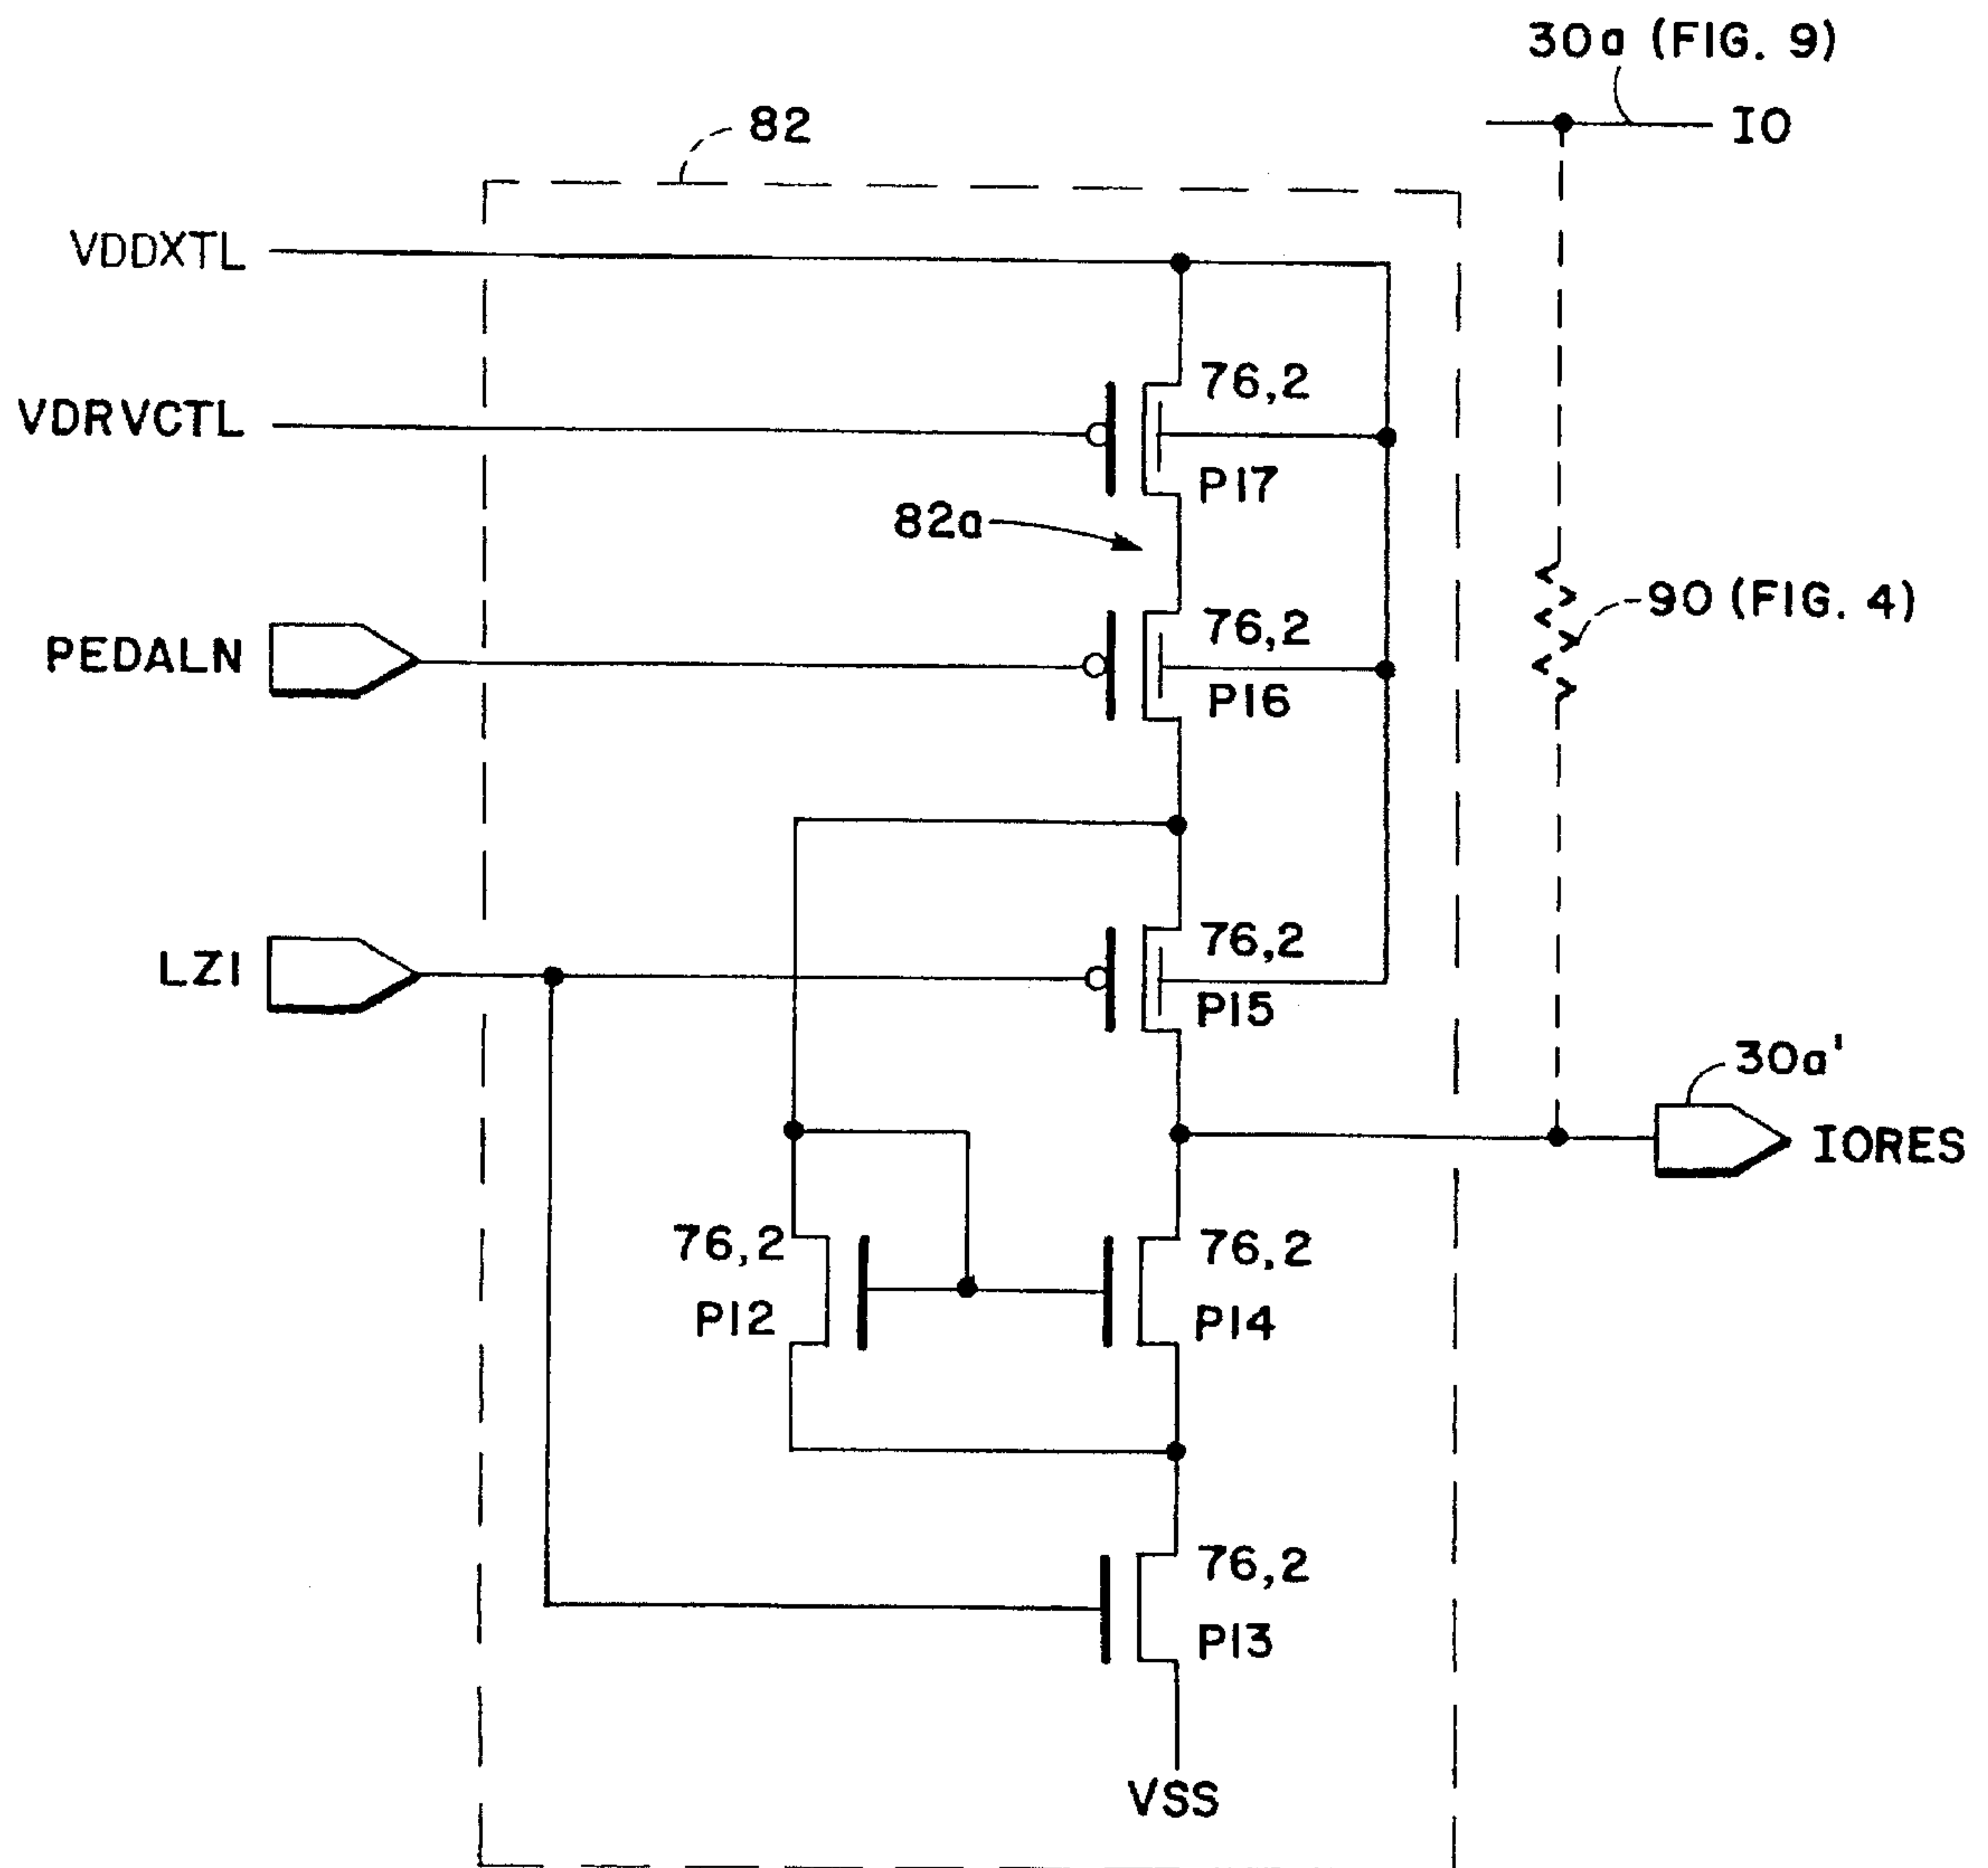 30a (FIG. 9)
IO
82
VDDXTL
76,2
VDRVCTL
P17
82a
76,2
90 (FIG. 4)
PEDALN
P16
76,2
LZI
P15
30a'
IORES
76,2
76,2
P12
P14
76,2
P13
VSS